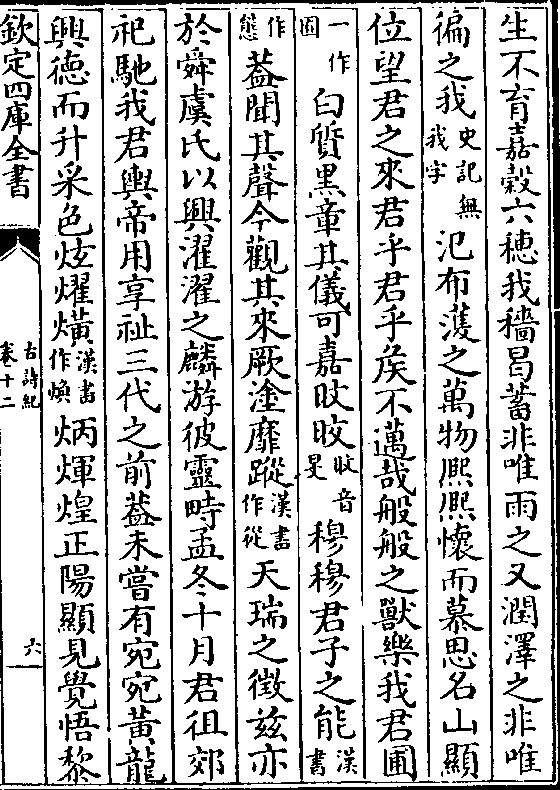 生不育嘉穀六穗我穡曷蓄非唯雨之又潤澤之非唯
徧之我史記無我字氾布濩之萬物熈熈懷而慕思名山顯
位望君之來君乎君乎侯不邁哉般般之獸樂我君圃
一作囿白質黒章其儀可嘉旼旼旼音旻穆穆君子之能漢書
作態葢聞其聲今觀其來厥塗靡蹤漢書作從天瑞之徴兹亦
於舜虞氏以興濯濯之麟游彼靈畤孟冬十月君徂郊
祀馳我君輿帝用享祉三代之前葢未嘗有宛宛黄龍
興德而升采色炫燿熿漢書作煥炳煇煌正陽顯見覺悟黎
欽定四庫全書
古詩紀
卷十二
六